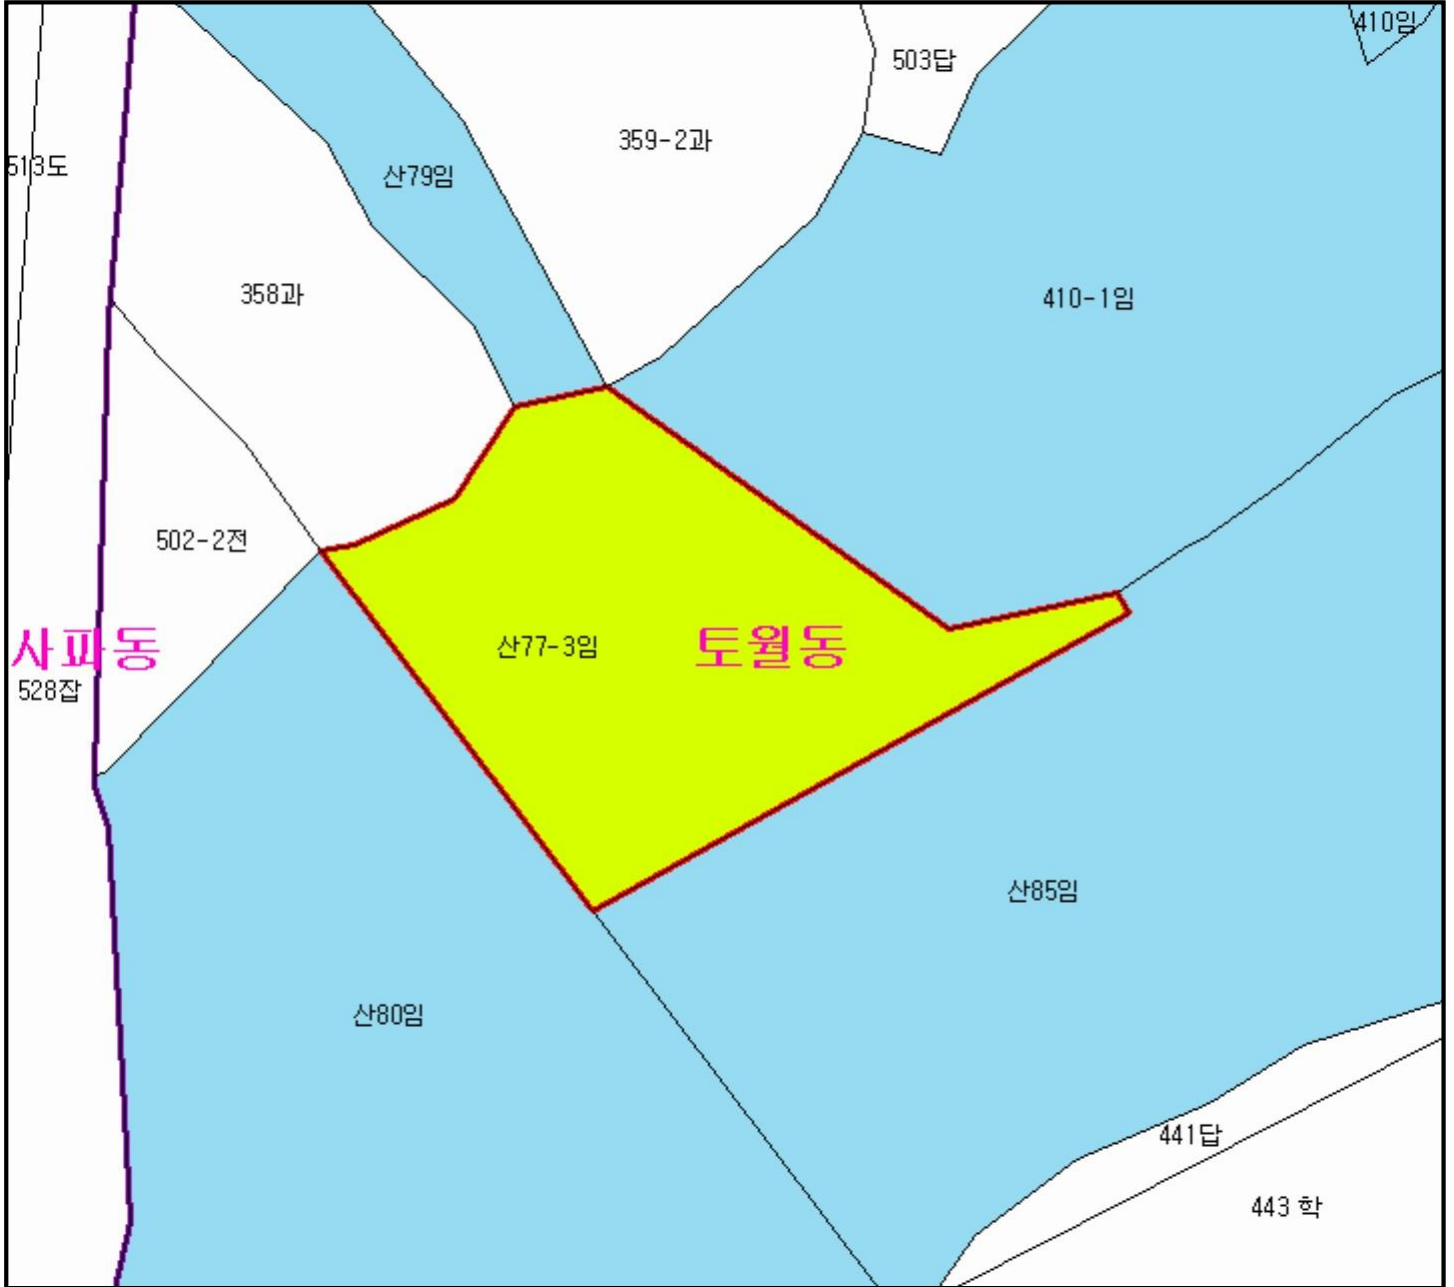 410임
503답
359-2과
513도
산79임
358과
410-1임
502-2전
사파동
산77-3임
토월동
528잡
산85임
산80임
441답
443 학